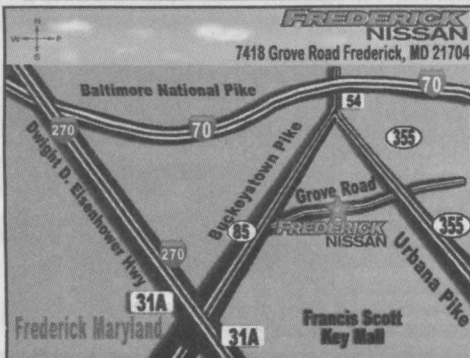 N
W E
S
FREDERICK
NISSAN
7418 Grove Road Frederick, MD 21704
Baltimore National Pike
70
54
270
70
355
Dwight D. Eisenhower Hwy
Buckeystown Pike
Grove Road
85
FREDERICK
NISSAN
355
Urbana Pike
270
31A
Frederick Maryland
31A
Francis Scott
Key Mall